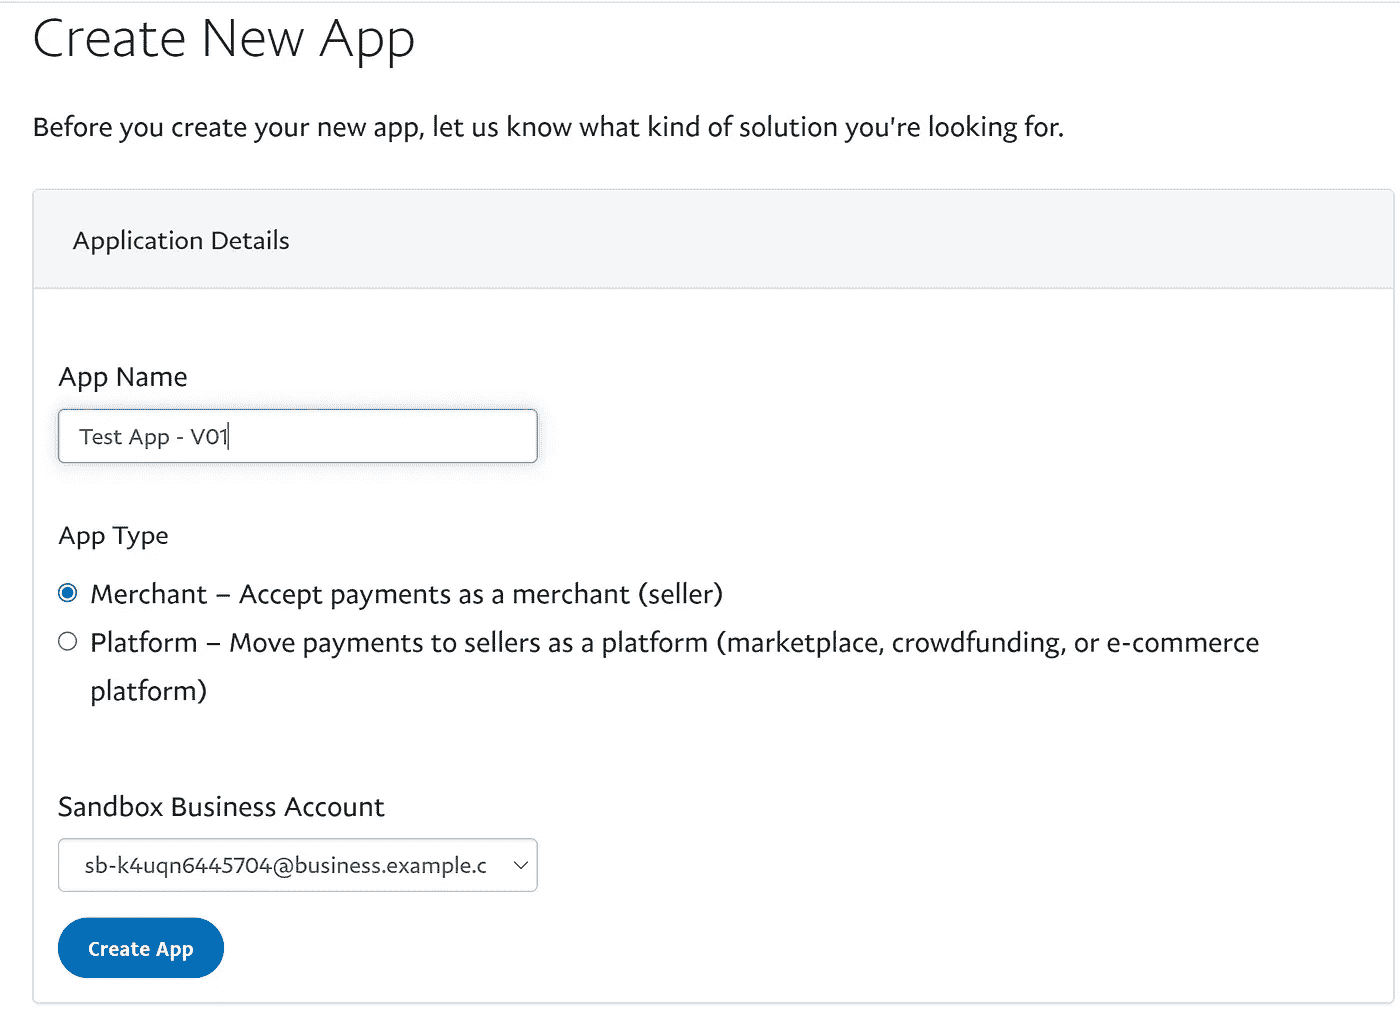 Create New App
Before you create your new app, let us know what kind of solution you're looking for.
Application Details
App Name
Test App - V01
App Type
Merchant – Accept payments as a merchant (seller)
Platform – Move payments to sellers as a platform (marketplace, crowdfunding, or e-commerce
platform)
Sandbox Business Account
sb-k4uqn6445704@business.example.c
Create App